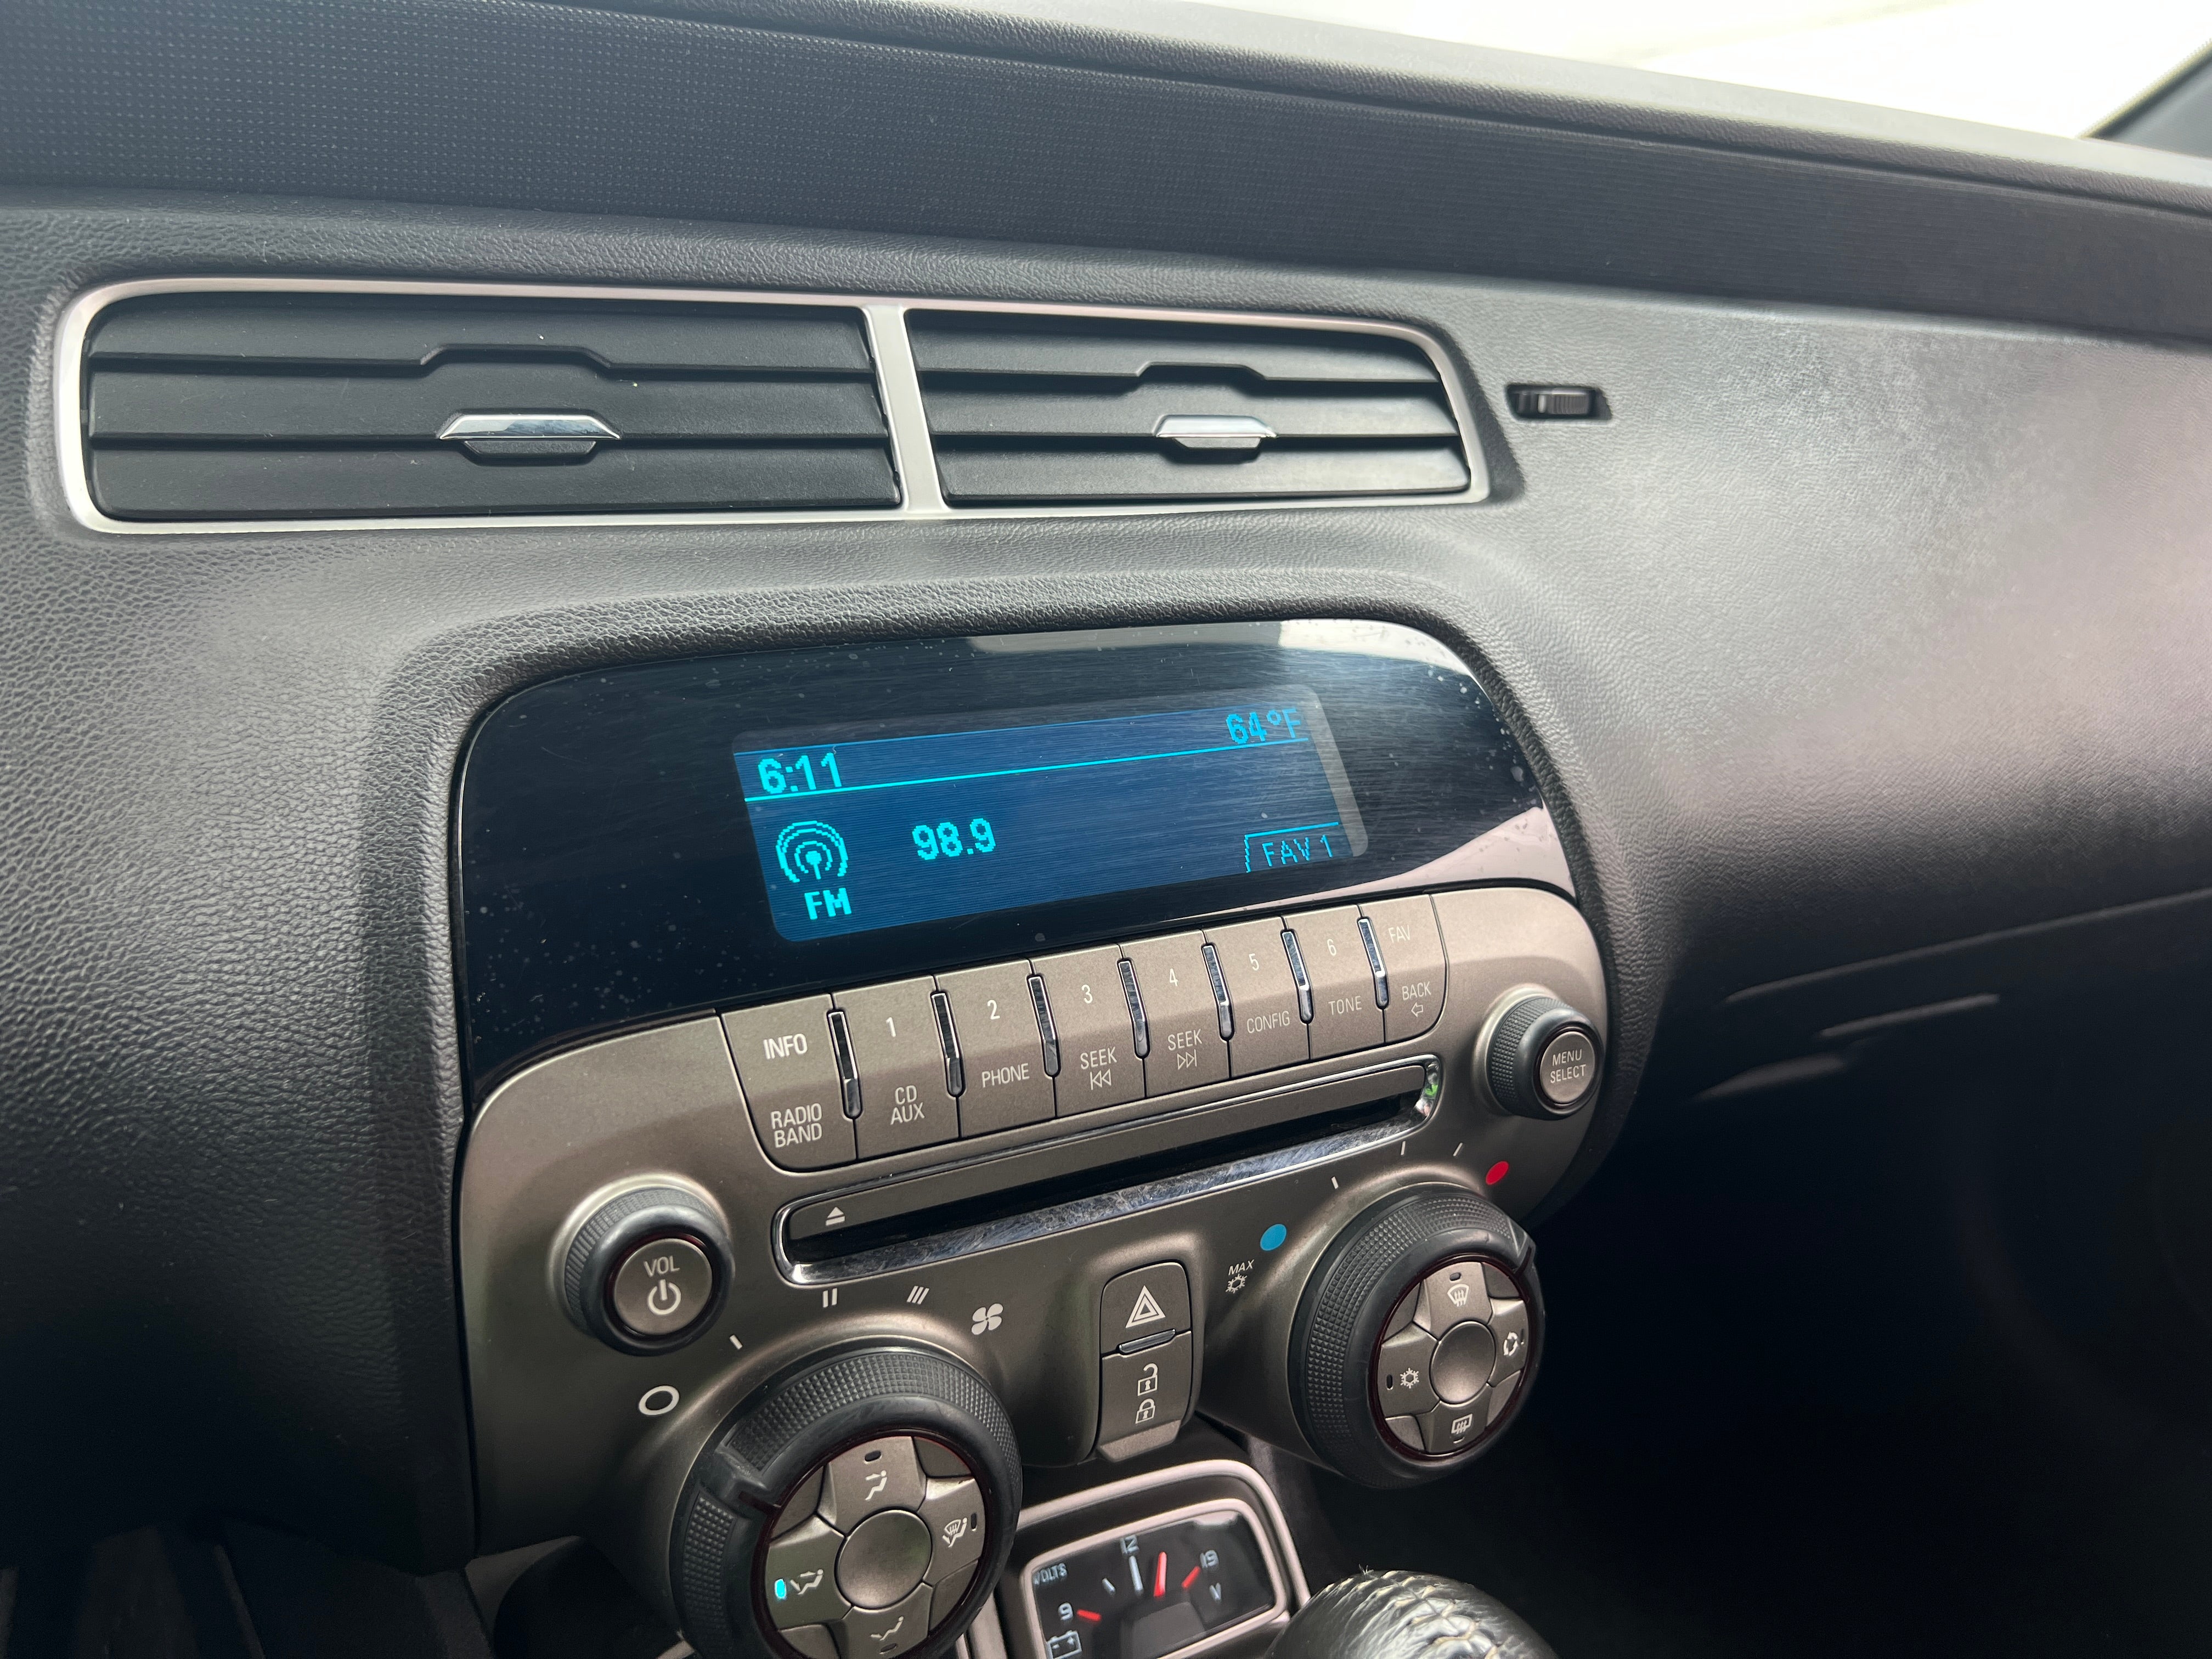 6:11 64°F
98.9
FM FAV 1
INFO 1 2 3 4 5 6 FAV
RADIO BAND CD AUX PHONE SEEK SEEK CONFIG TONE BACK
MENU SELECT
VOL
MAX
VOLTS
9 12 19
V